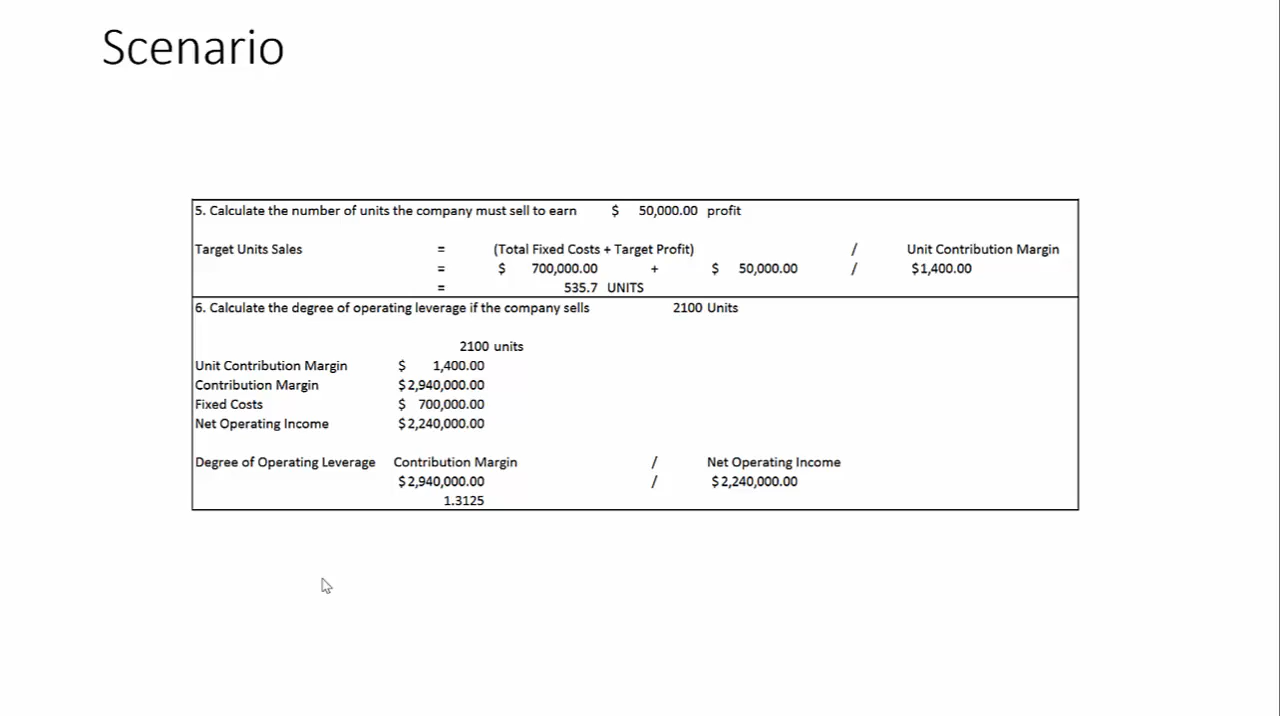 Scenario
5. Calculate the number of units the company must sell to earn $ 50,000.00 profit
Target Units Sales = (Total Fixed Costs + Target Profit) / Unit Contribution Margin
= $ 700,000.00 + $ 50,000.00 / $1,400.00
= 535.7 UNITS
6. Calculate the degree of operating leverage if the company sells 2100 Units
2100 units
Unit Contribution Margin $ 1,400.00
Contribution Margin $2,940,000.00
Fixed Costs $ 700,000.00
Net Operating Income $2,240,000.00
Degree of Operating Leverage Contribution Margin / Net Operating Income
$2,940,000.00 / $2,240,000.00
1.3125